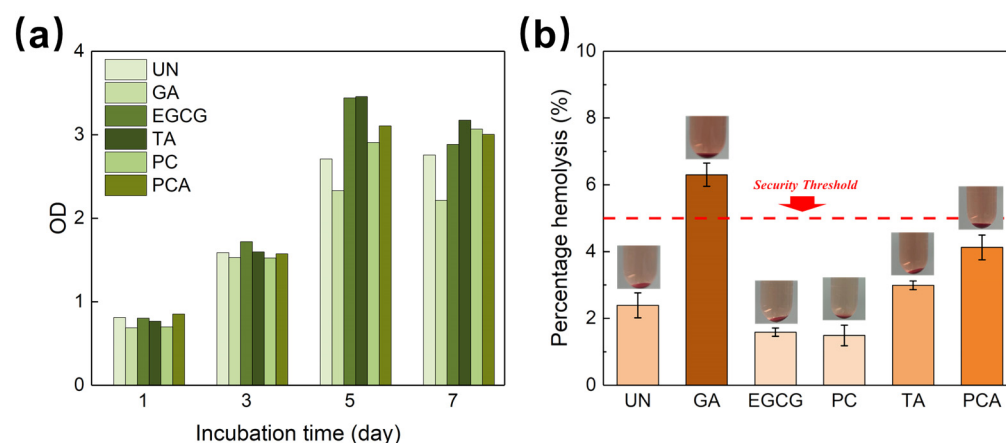 (a)
OD
4
3
2
1
0
UN
GA
EGCG
TA
PC
PCA
1 3 5 7
Incubation time (day)
(b)
Percentage hemolysis (%)
10
8
6
4
2
0
Security Threshold
UN GA EGCG PC TA PCA